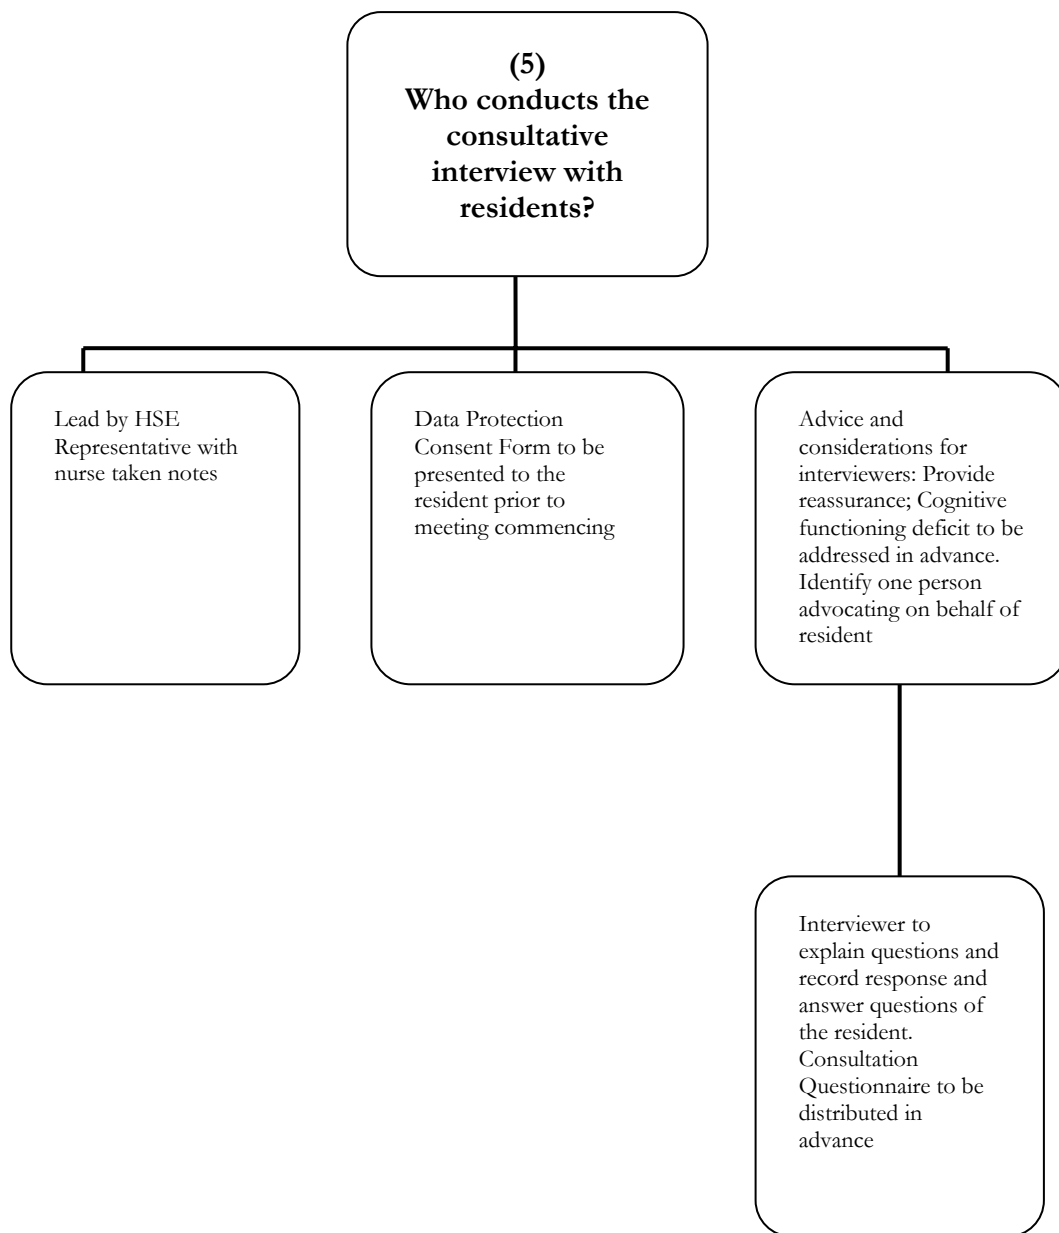 (5)
Who conducts the
consultative
interview with
residents?
Lead by HSE
Representative with
nurse taken notes
Data Protection
Consent Form to be
presented to the
resident prior to
meeting commencing
Advice and
considerations for
interviewers: Provide
reassurance; Cognitive
functioning deficit to be
addressed in advance.
Identify one person
advocating on behalf of
resident
Interviewer to
explain questions and
record response and
answer questions of
the resident.
Consultation
Questionnaire to be
distributed in
advance